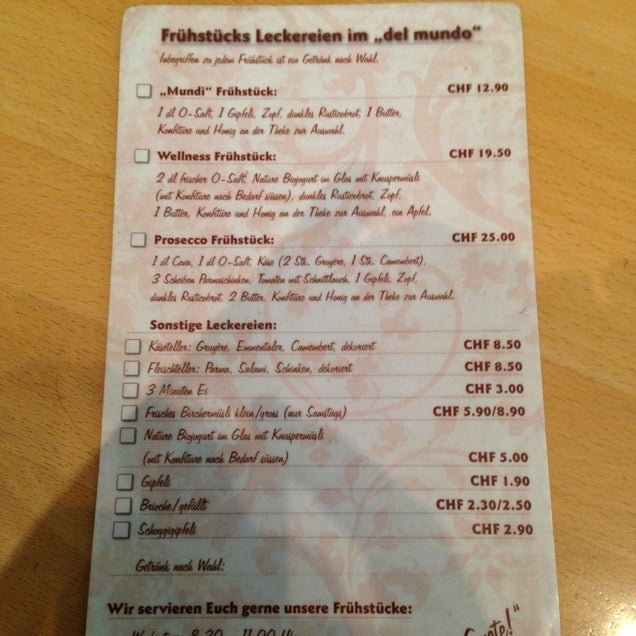 Frühstücks Leckereien im „del mundo“
Inbegriffen zu jedem Frühstück ist ein Getränk nach Wahl.
„Mundi“ Frühstück: CHF 12.90
1 dl O-Saft, 1 Gipfeli, Zopf, dunkles Rusticobrot, 1 Butter,
Konfitüre und Honig an der Theke zur Auswahl.
Wellness Frühstück: CHF 19.50
2 dl frischer O-Saft, Nature Biojogurt im Glas mit Knuspermüsli
(mit Konfitüre nach Bedarf süssen), dunkles Rusticobrot, Zopf,
1 Butter, Konfitüre und Honig an der Theke zur Auswahl, ein Apfel.
Prosecco Frühstück: CHF 25.00
1 dl Cava, 1 dl O-Saft, Käse (2 Stk. Gruyère, 1 Stk. Camembert),
3 Scheiben Parmaschinken, Tomaten mit Schnittlauch, 1 Gipfeli, Zopf,
dunkles Rusticobrot, 2 Butter, Konfitüre und Honig an der Theke zur Auswahl.
Sonstige Leckereien:
Käseteller: Gruyère, Emmentaler, Camembert, dekoriert CHF 8.50
Fleischteller: Parma, Salami, Schinken, dekoriert CHF 8.50
3 Minuten Ei CHF 3.00
Frisches Birchermüsli klein/gross (nur Samstags) CHF 5.90/8.90
Nature Biojogurt im Glas mit Knuspermüsli
(mit Konfitüre nach Bedarf süssen) CHF 5.00
Gipfeli CHF 1.90
Brioche/gefüllt CHF 2.30/2.50
Schoggigipfeli CHF 2.90
Getränk nach Wahl:
Wir servieren Euch gerne unsere Frühstücke:
8.30 - 11.00